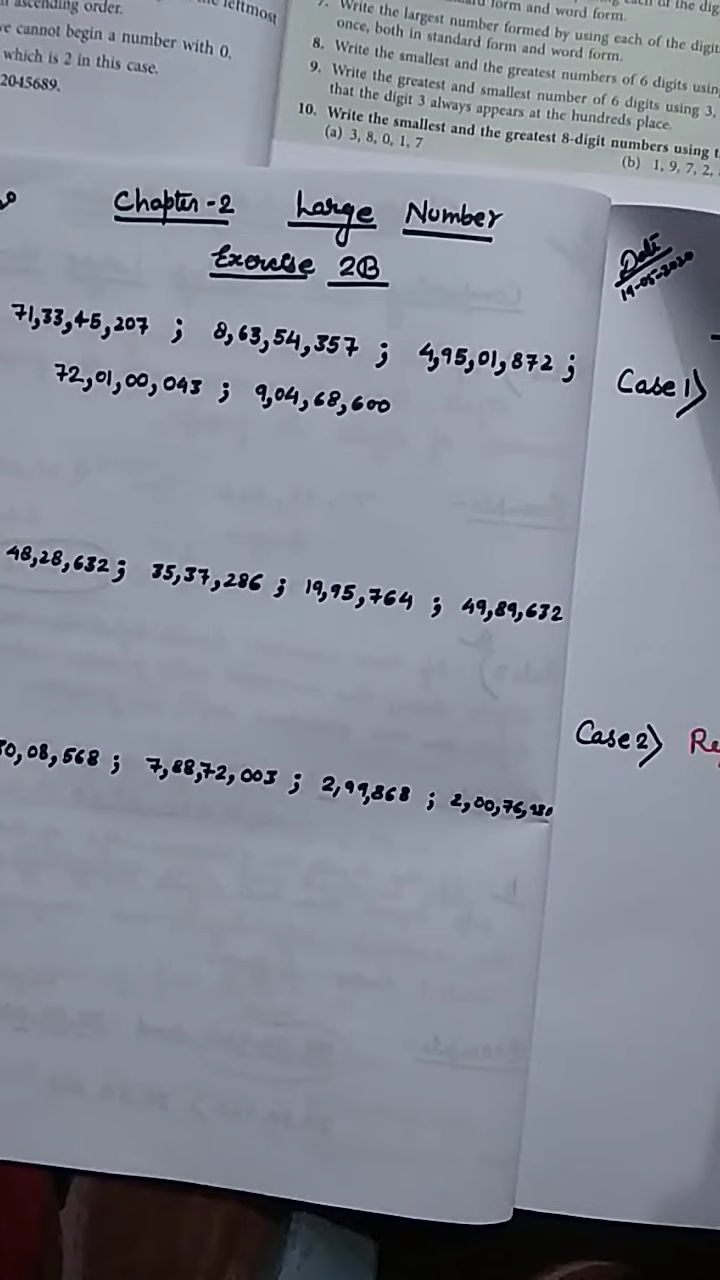 ascending order.
leftmost
we cannot begin a number with 0.
which is 2 in this case.
2045689.
form and word form.
7. Write the largest number formed by using each of the digit
once, both in standard form and word form.
8. Write the smallest and the greatest numbers of 6 digits usin
9. Write the greatest and smallest number of 6 digits using 3,
that the digit 3 always appears at the hundreds place.
10. Write the smallest and the greatest 8-digit numbers using t
(a) 3, 8, 0, 1, 7
(b) 1, 9, 7, 2,
Chapter-2 Large Number
Exercise 2B
Date
19-05-2020
71,33,45,207 ; 8,63,54,357 ; 4,95,01,872 ;
72,01,00,043 ; 9,04,68,600
Case 1)
48,28,632 ; 35,37,286 ; 19,95,764 ; 49,89,632
Case 2)
30,08,568 ; 7,88,72,003 ; 2,99,868 ; 2,00,76,